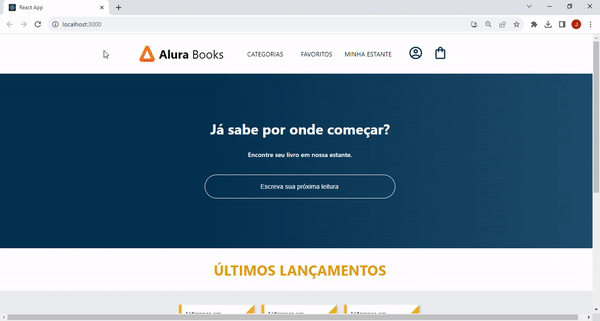 React App
localhost:3000
Alura Books
CATEGORIAS
FAVORITOS
MINHA ESTANTE
J
Já sabe por onde começar?
Encontre seu livro em nossa estante.
Escreva sua próxima leitura
ÚLTIMOS LANÇAMENTOS